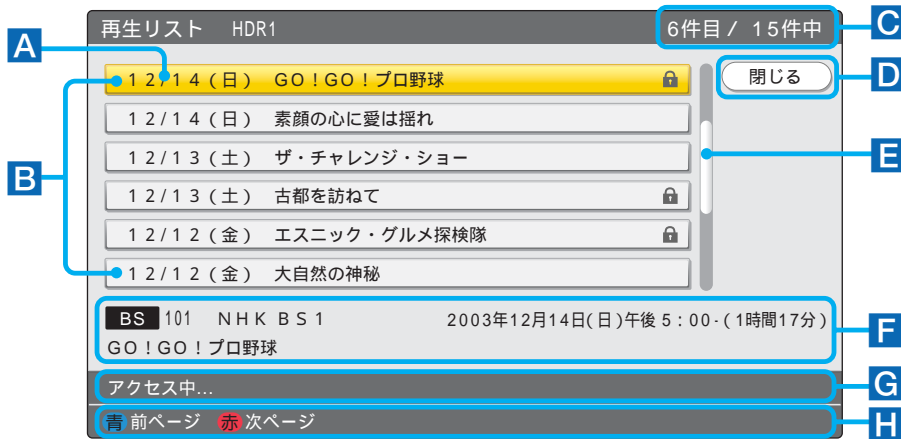 再生リスト HDR1 6件目 / 15件中 C
A
12/14(日) GO!GO!プロ野球 閉じる D
12/14(日) 素顔の心に愛は揺れ
12/13(土) ザ・チャレンジ・ショー E
B
12/13(土) 古都を訪ねて
12/12(金) エスニック・グルメ探検隊
12/12(金) 大自然の神秘
BS 101 NHK BS1 2003年12月14日(日)午後5:00-(1時間17分) F
GO!GO!プロ野球
アクセス中... G
青 前ページ 赤 次ページ H